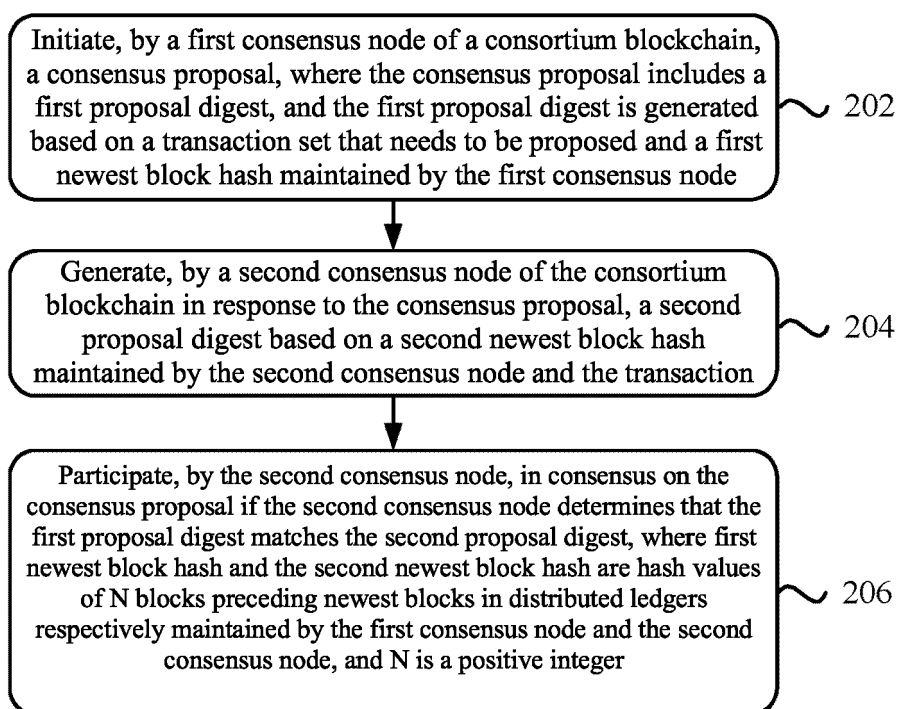 Initiate, by a first consensus node of a consortium blockchain,
a consensus proposal, where the consensus proposal includes a
first proposal digest, and the first proposal digest is generated
based on a transaction set that needs to be proposed and a first
newest block hash maintained by the first consensus node
202
Generate, by a second consensus node of the consortium
blockchain in response to the consensus proposal, a second
proposal digest based on a second newest block hash
maintained by the second consensus node and the transaction
204
Participate, by the second consensus node, in consensus on the
consensus proposal if the second consensus node determines that the
first proposal digest matches the second proposal digest, where first
newest block hash and the second newest block hash are hash values
of N blocks preceding newest blocks in distributed ledgers
respectively maintained by the first consensus node and the second
consensus node, and N is a positive integer
206